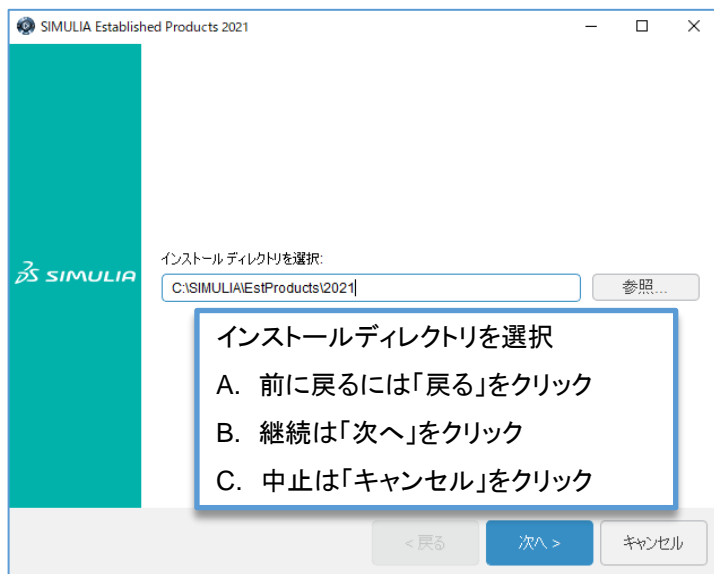 SIMULIA Established Products 2021
インストール ディレクトリを選択:
SIMULIA
C:\SIMULIA\EstProducts\2021
参照...
インストールディレクトリを選択
A. 前に戻るには「戻る」をクリック
B. 継続は「次へ」をクリック
C. 中止は「キャンセル」をクリック
< 戻る
次へ >
キャンセル